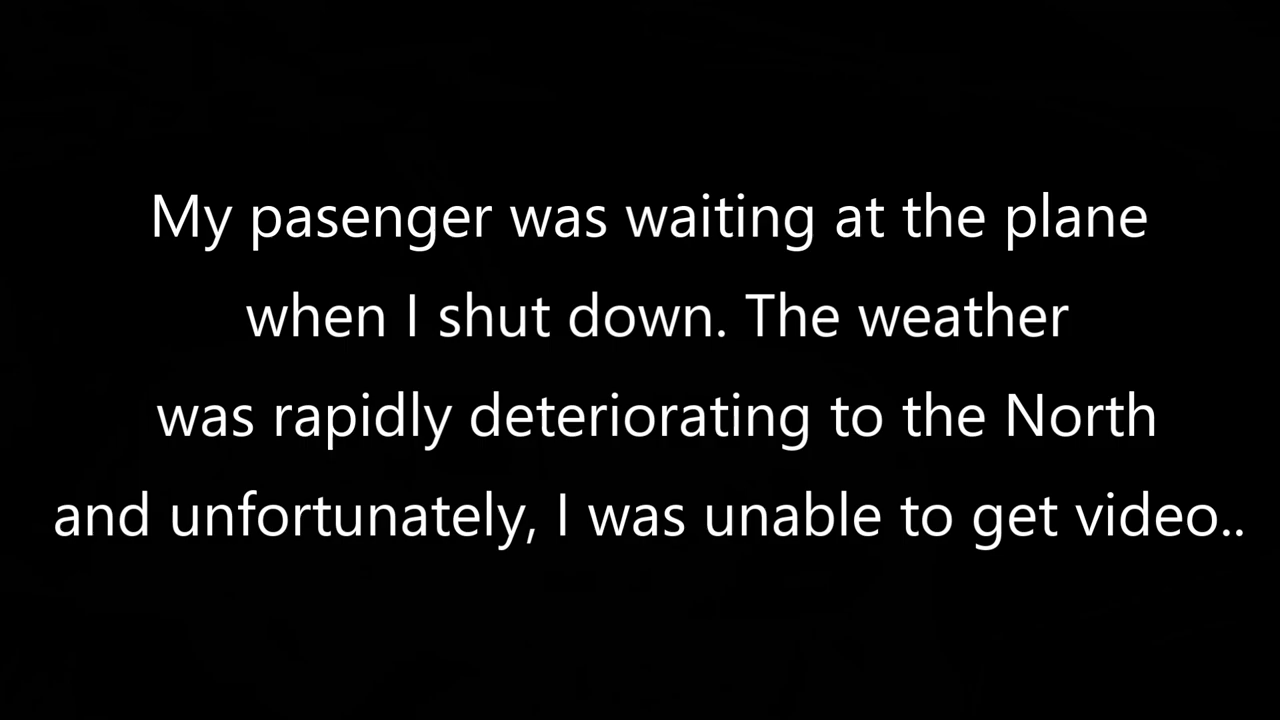 My pasenger was waiting at the plane
when I shut down. The weather
was rapidly deteriorating to the North
and unfortunately, I was unable to get video..